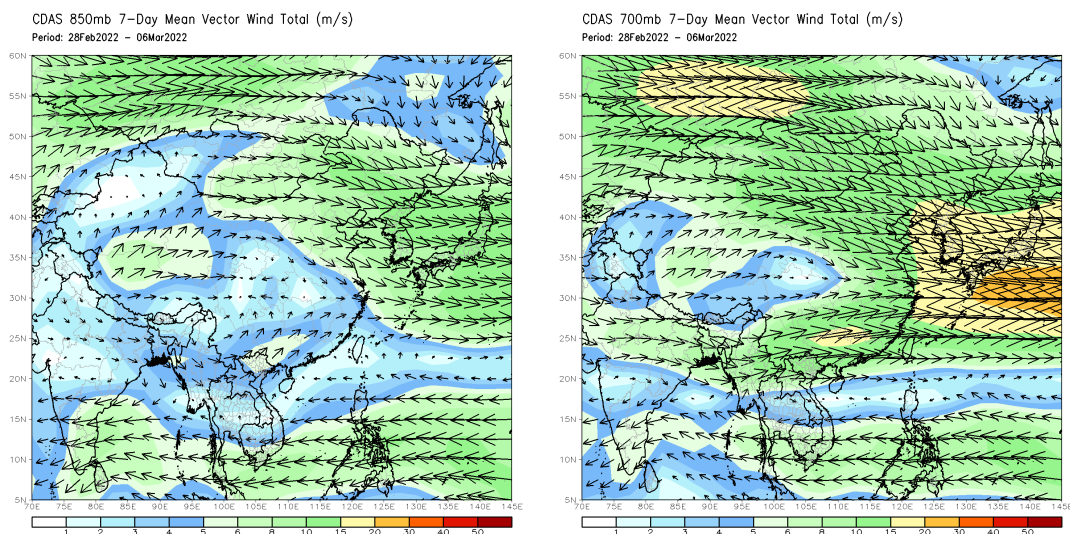 CDAS 850mb 7-Day Mean Vector Wind Total (m/s)
Period: 28Feb2022 - 06Mar2022
60N
55N
50N
45N
40N
35N
30N
25N
20N
15N
10N
5N
70E 75E 80E 85E 90E 95E 100E 105E 110E 115E 120E 125E 130E 135E 140E 145E
1 2 3 4 5 6 8 10 15 20 30 40 50
CDAS 700mb 7-Day Mean Vector Wind Total (m/s)
Period: 28Feb2022 - 06Mar2022
60N
55N
50N
45N
40N
35N
30N
25N
20N
15N
10N
5N
70E 75E 80E 85E 90E 95E 100E 105E 110E 115E 120E 125E 130E 135E 140E 145E
1 2 3 4 5 6 8 10 15 20 30 40 50